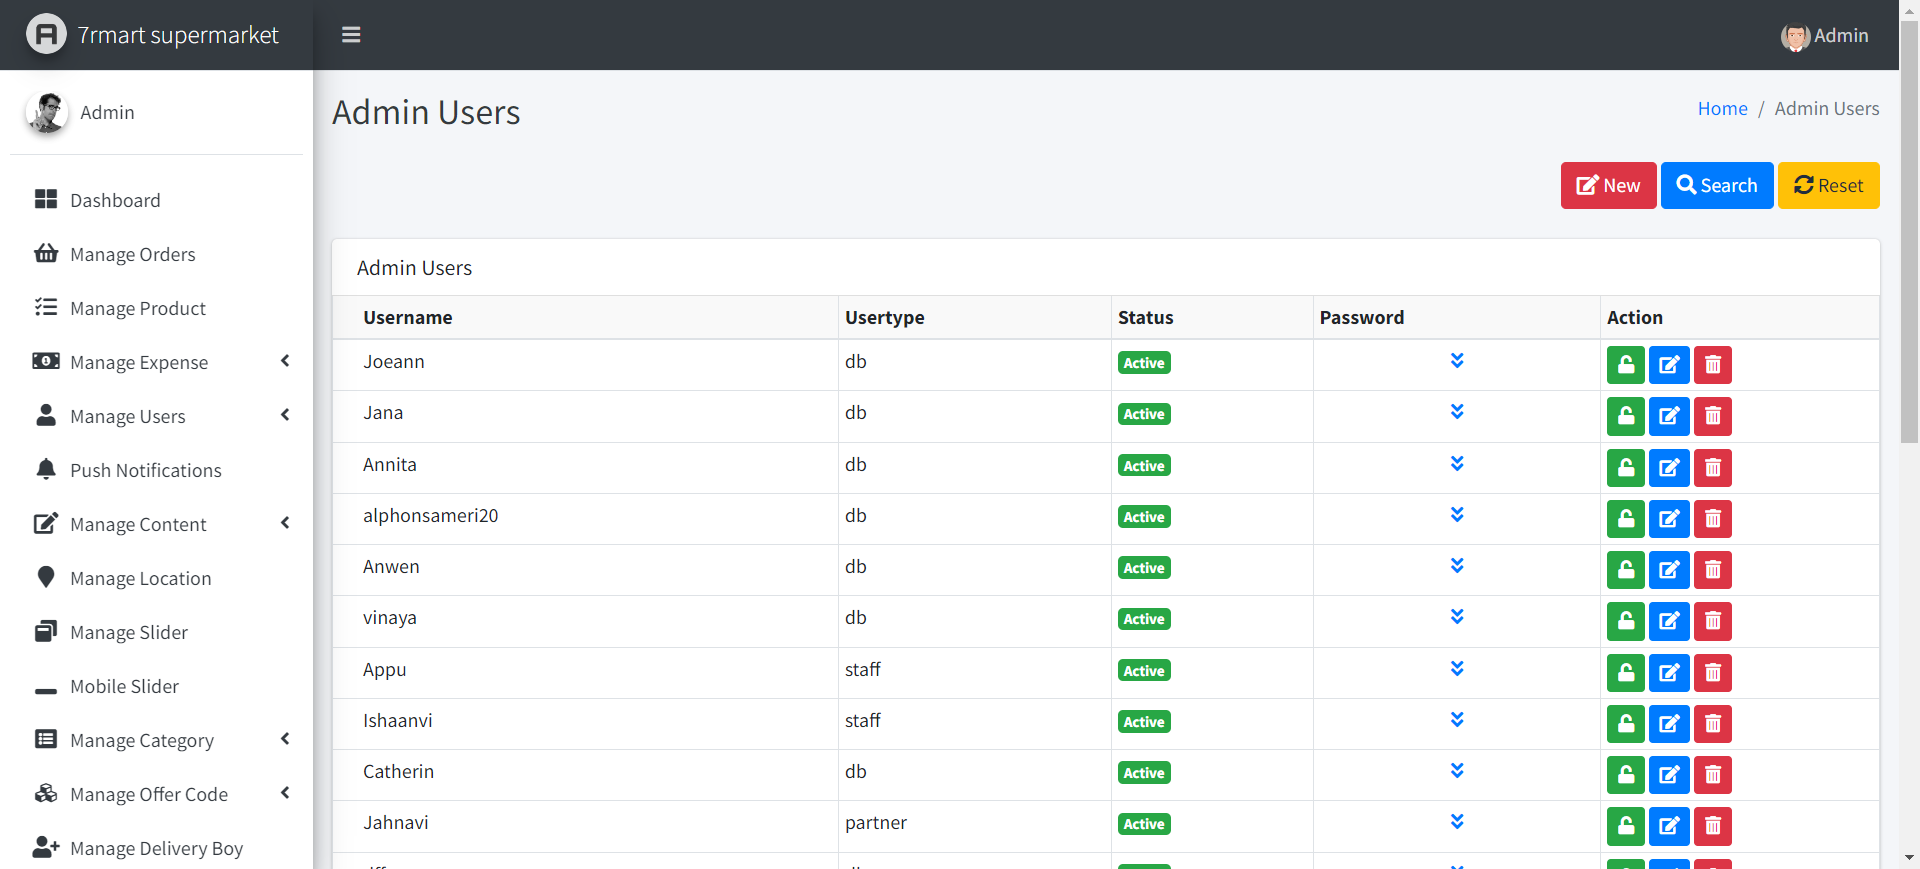 7rmart supermarket
Admin
Admin
Dashboard
Manage Orders
Manage Product
Manage Expense
Manage Users
Push Notifications
Manage Content
Manage Location
Manage Slider
Mobile Slider
Manage Category
Manage Offer Code
Manage Delivery Boy
Admin Users
Home / Admin Users
New Search Reset
Admin Users
Username Usertype Status Password Action
Joeann db Active
Jana db Active
Annita db Active
alphonsameri20 db Active
Anwen db Active
vinaya db Active
Appu staff Active
Ishaanvi staff Active
Catherin db Active
Jahnavi partner Active